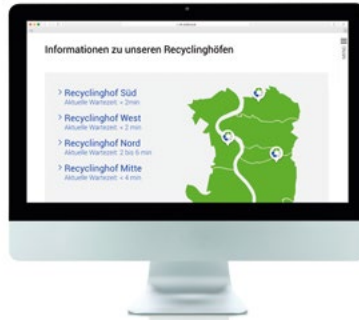 Informationen zu unseren Recyclinghöfen
> Recyclinghof Süd
Aktuelle Wartezeit: < 2min
> Recyclinghof West
Aktuelle Wartezeit: < 2 min
> Recyclinghof Nord
Aktuelle Wartezeit: 2 bis 6 min
> Recyclinghof Mitte
Aktuelle Wartezeit: < 4 min